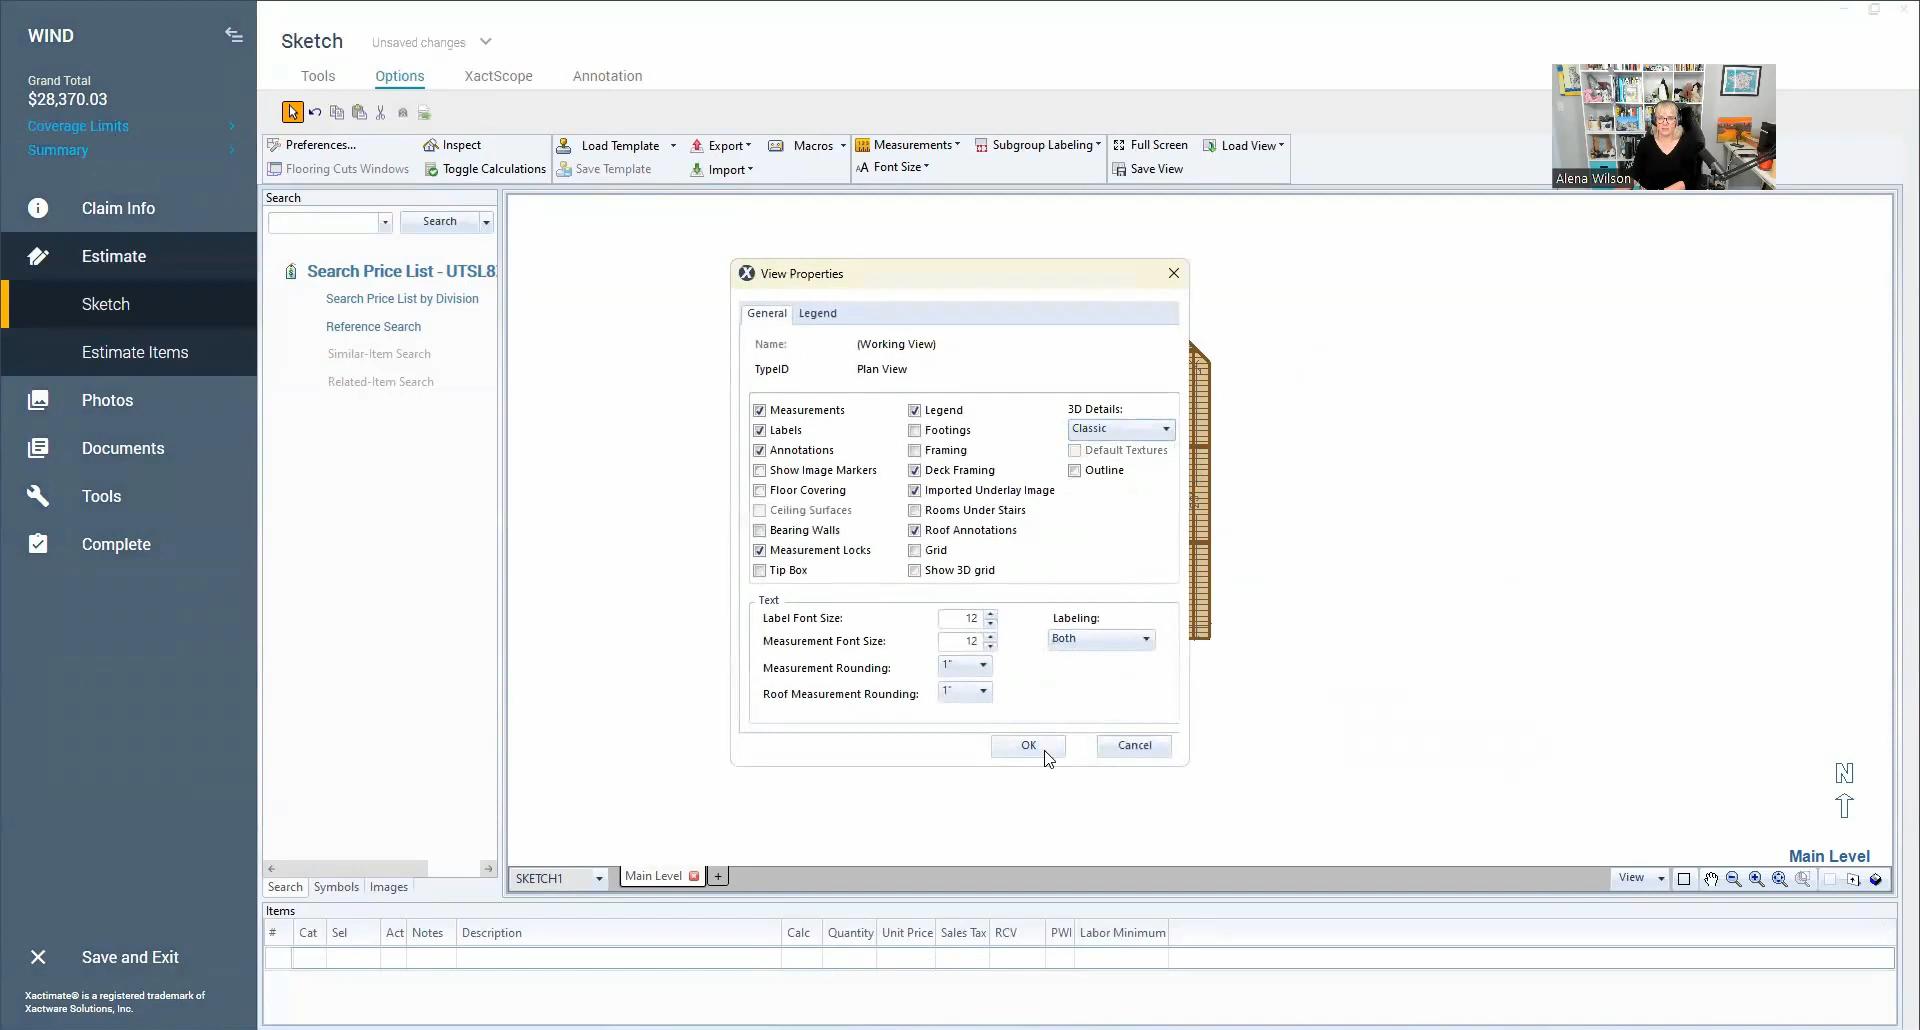 WIND
Grand Total
$28,370.03
Coverage Limits
Summary
Claim Info
Estimate
Sketch
Estimate Items
Photos
Documents
Tools
Complete
Save and Exit
Xactimate® is a registered trademark of
Xactware Solutions, Inc.
Sketch Unsaved changes
Tools Options XactScope Annotation
Preferences... Inspect Load Template Export Macros Measurements Subgroup Labeling Full Screen Load View
Flooring Cuts Windows Toggle Calculations Save Template Import Font Size Save View
Alena Wilson
Search
Search
Search Price List - UTSL8
Search Price List by Division
Reference Search
Similar-Item Search
Related-Item Search
Search Symbols Images
View Properties
General Legend
Name: (Working View)
TypeID Plan View
Measurements Legend 3D Details:
Labels Footings Classic
Annotations Framing Default Textures
Show Image Markers Deck Framing Outline
Floor Covering Imported Underlay Image
Ceiling Surfaces Rooms Under Stairs
Bearing Walls Roof Annotations
Measurement Locks Grid
Tip Box Show 3D grid
Text
Label Font Size: 12 Labeling:
Measurement Font Size: 12 Both
Measurement Rounding: 1"
Roof Measurement Rounding: 1"
OK Cancel
N
Main Level
SKETCH1 Main Level + View
Items
# Cat Sel Act Notes Description Calc Quantity Unit Price Sales Tax RCV PWI Labor Minimum